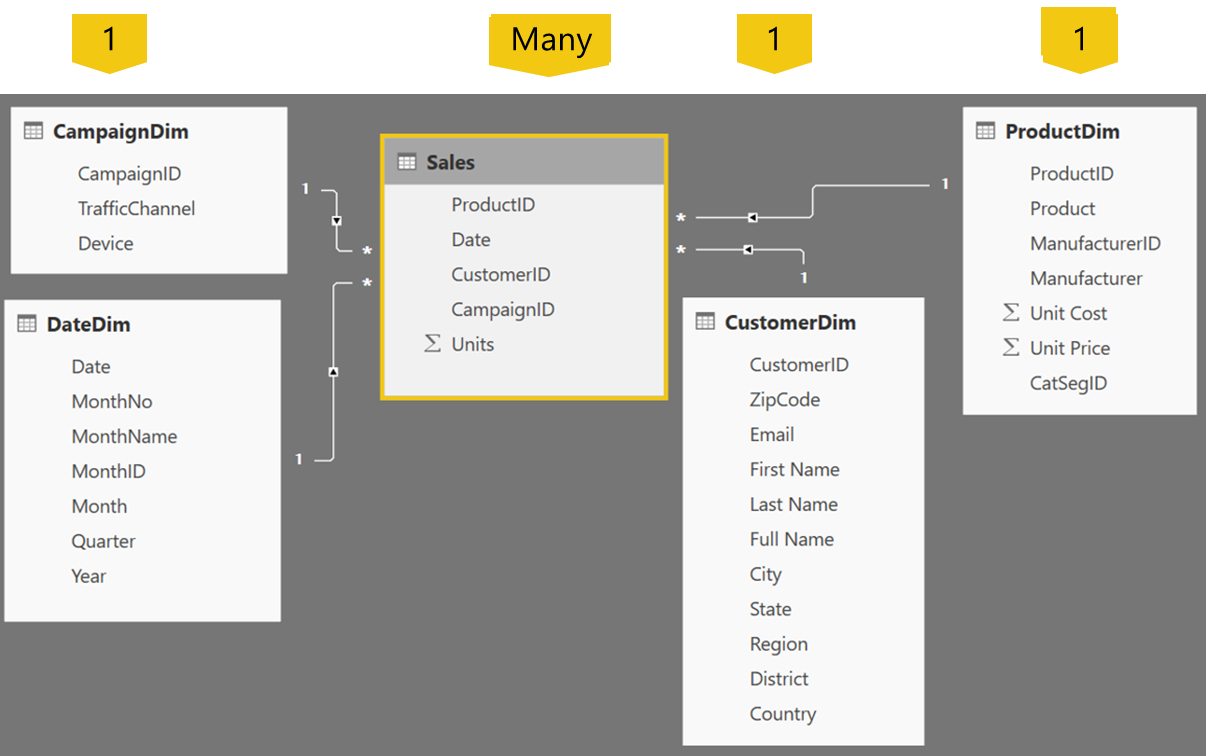 1
Many
1
1
CampaignDim
CampaignID
TrafficChannel
Device
DateDim
Date
MonthNo
MonthName
MonthID
Month
Quarter
Year
1
*
*
1
Sales
ProductID
Date
CustomerID
CampaignID
Σ Units
*
*
1
1
CustomerDim
CustomerID
ZipCode
Email
First Name
Last Name
Full Name
City
State
Region
District
Country
ProductDim
ProductID
Product
ManufacturerID
Manufacturer
Σ Unit Cost
Σ Unit Price
CatSegID